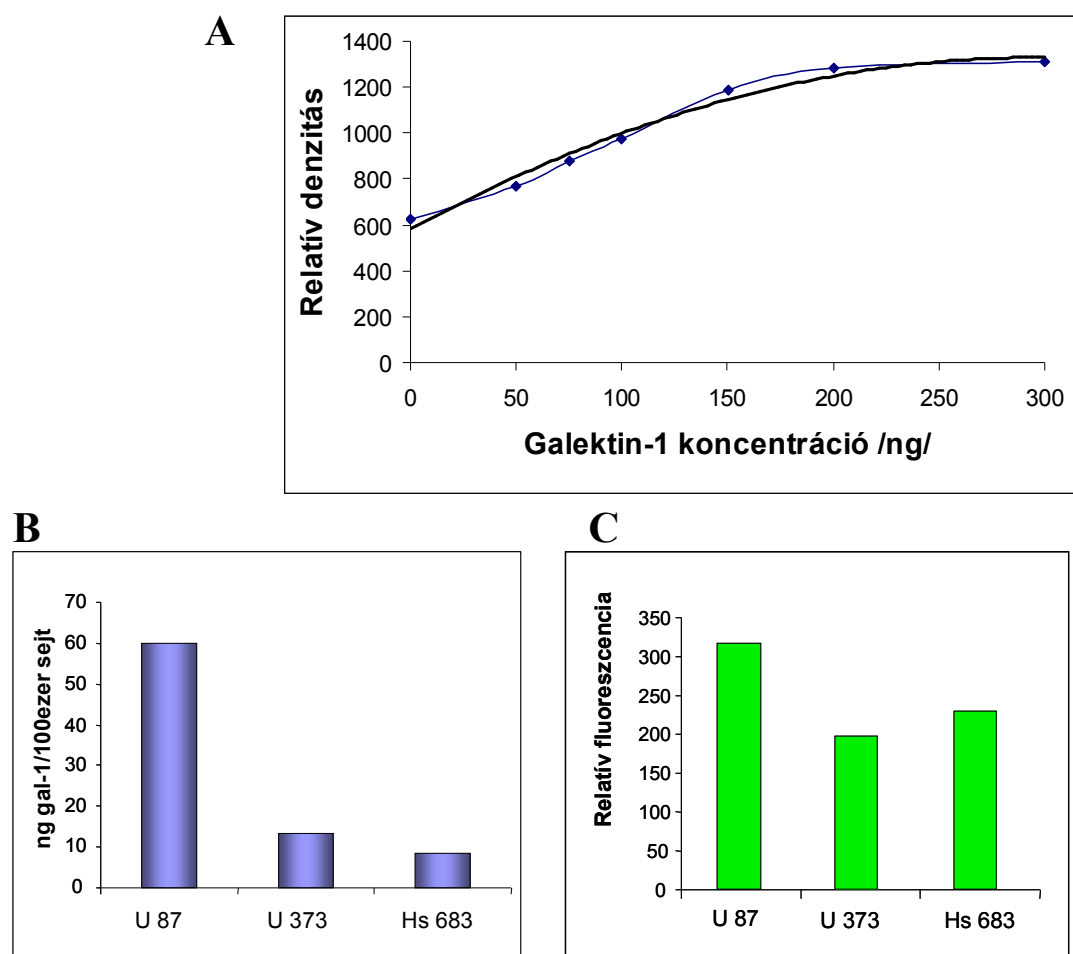 A
Relatív denzitás
1400
1200
1000
800
600
400
200
0
0 50 100 150 200 250 300
Galektin-1 koncentráció /ng/
B
ng gal-1/100ezer sejt
70
60
50
40
30
20
10
0
U 87 U 373 Hs 683
C
Relatív fluoreszcencia
350
300
250
200
150
100
50
0
U 87 U 373 Hs 683